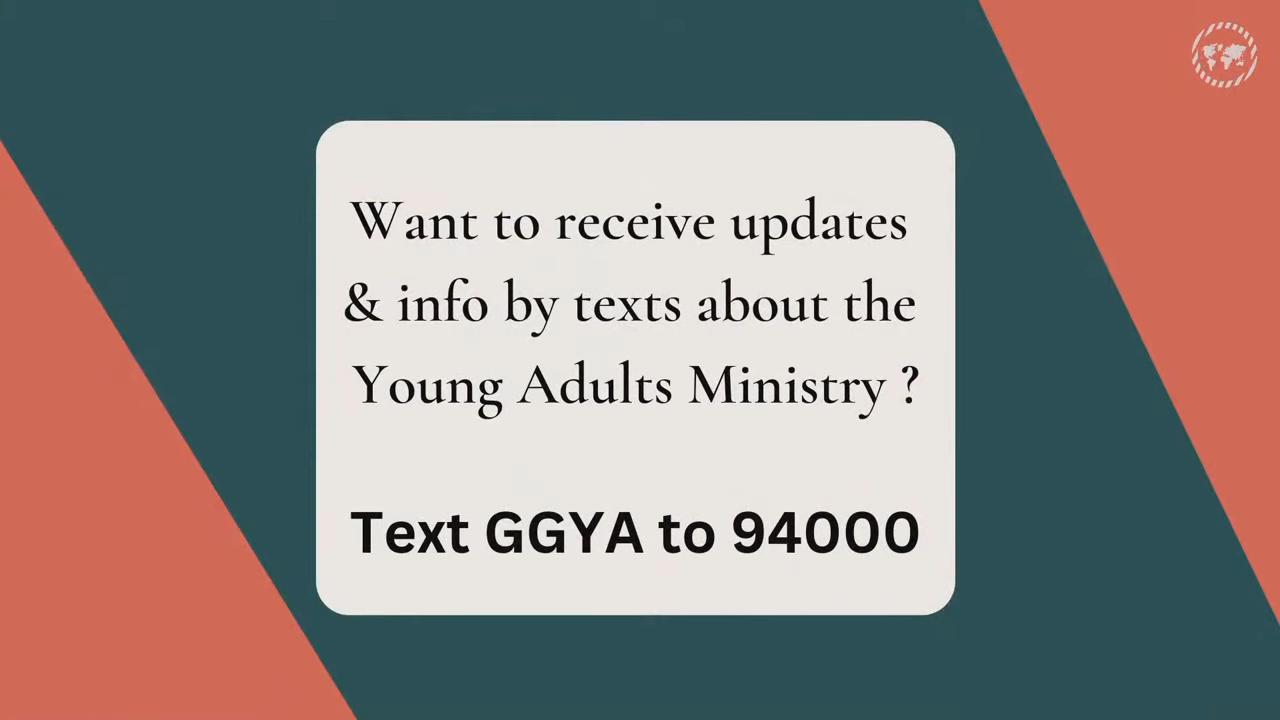 Want to receive updates
& info by texts about the
Young Adults Ministry ?
Text GGYA to 94000